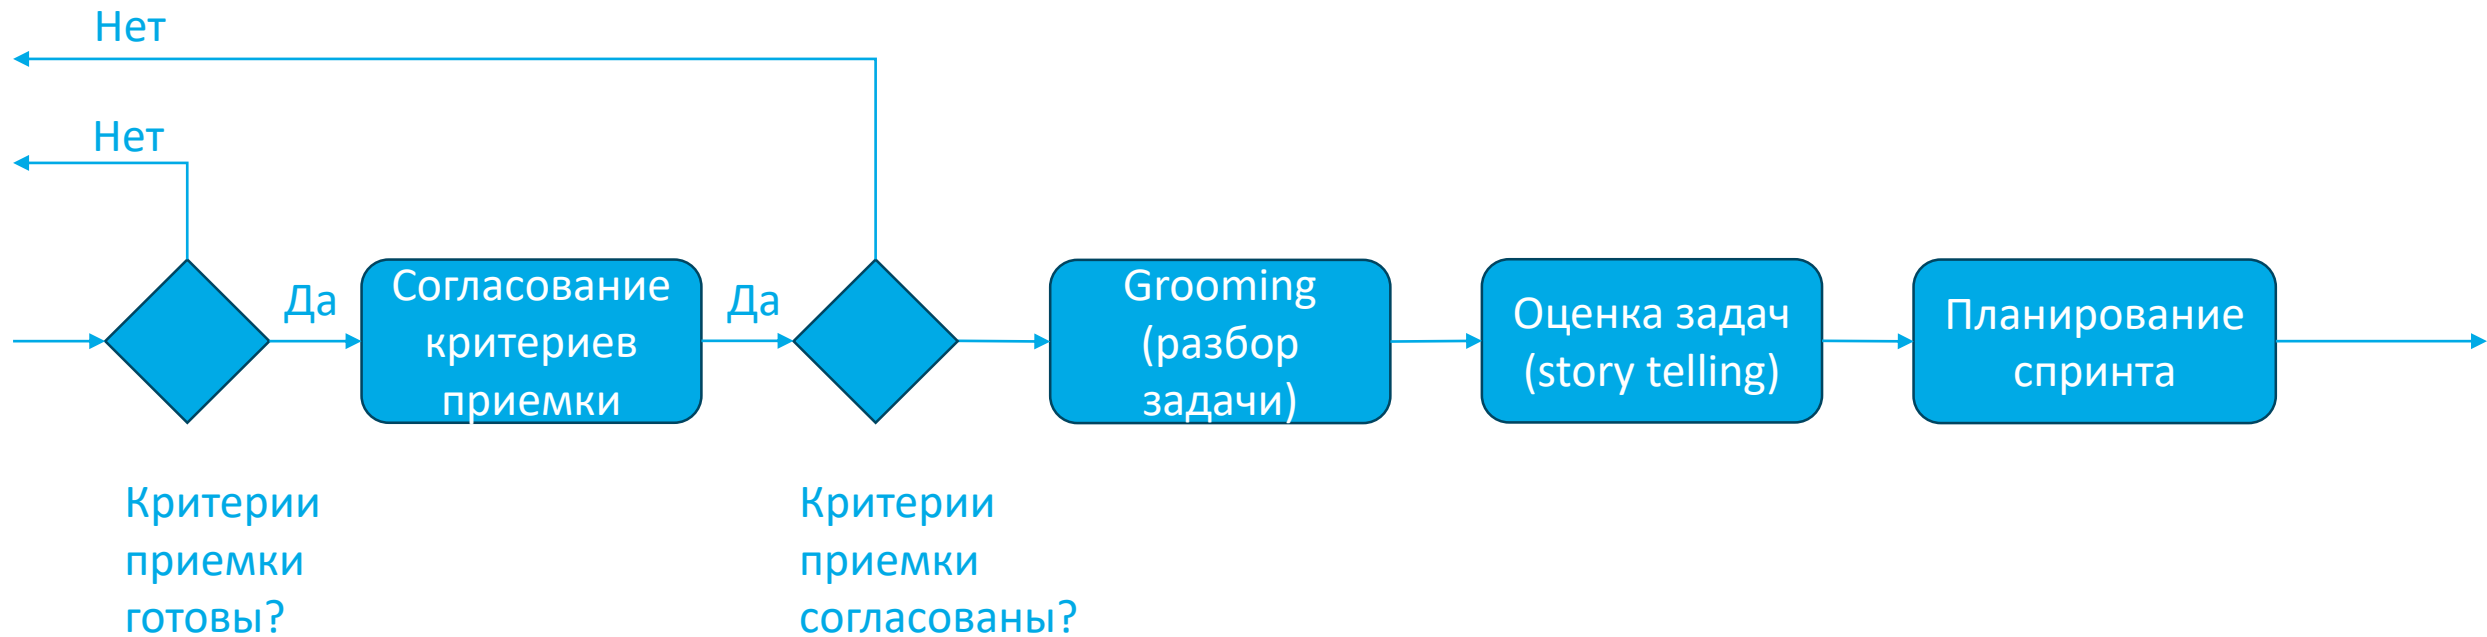 Нет
Нет
Да
Согласование
критериев
приемки
Да
Grooming
(разбор
задачи)
Оценка задач
(story telling)
Планирование
спринта
Критерии
приемки
готовы?
Критерии
приемки
согласованы?